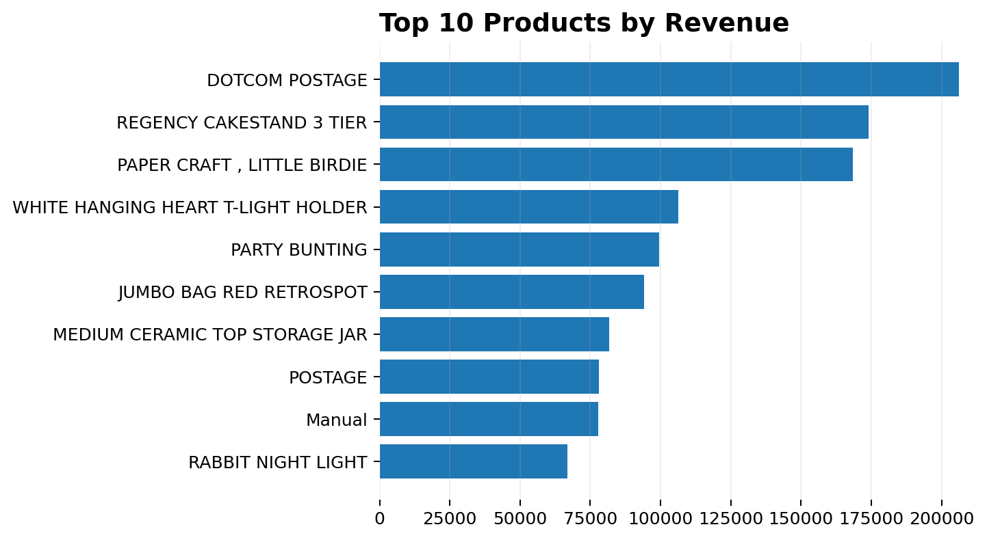 Top 10 Products by Revenue
DOTCOM POSTAGE
REGENCY CAKESTAND 3 TIER
PAPER CRAFT , LITTLE BIRDIE
WHITE HANGING HEART T-LIGHT HOLDER
PARTY BUNTING
JUMBO BAG RED RETROSPOT
MEDIUM CERAMIC TOP STORAGE JAR
POSTAGE
Manual
RABBIT NIGHT LIGHT
0 25000 50000 75000 100000 125000 150000 175000 200000